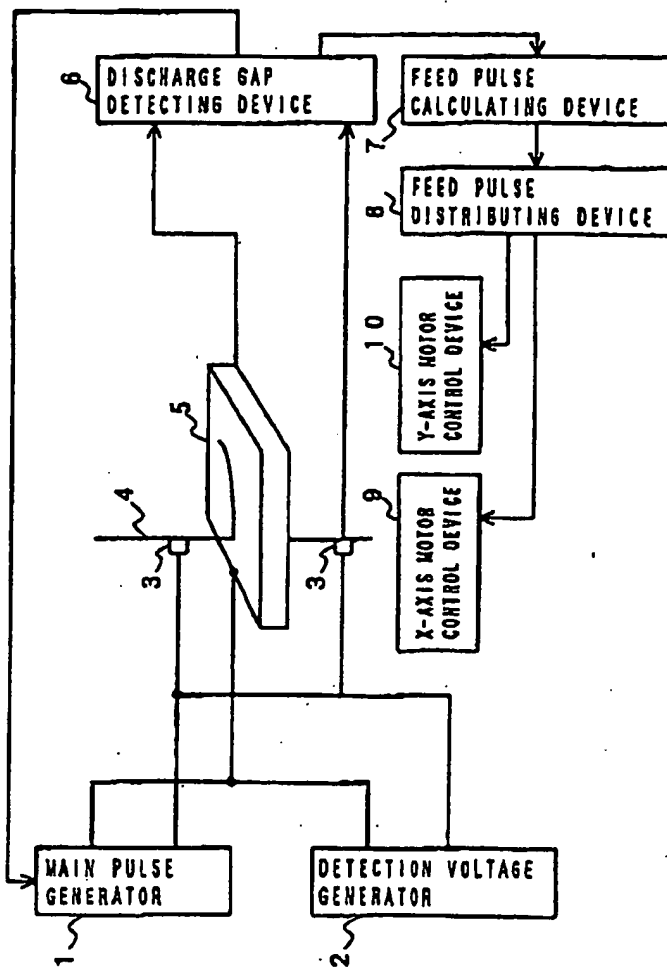 1
MAIN PULSE
GENERATOR
2
DETECTION VOLTAGE
GENERATOR
3
4
5
3
6
DISCHARGE GAP
DETECTING DEVICE
7
FEED PULSE
CALCULATING DEVICE
8
FEED PULSE
DISTRIBUTING DEVICE
9
X-AXIS MOTOR
CONTROL DEVICE
10
Y-AXIS MOTOR
CONTROL DEVICE